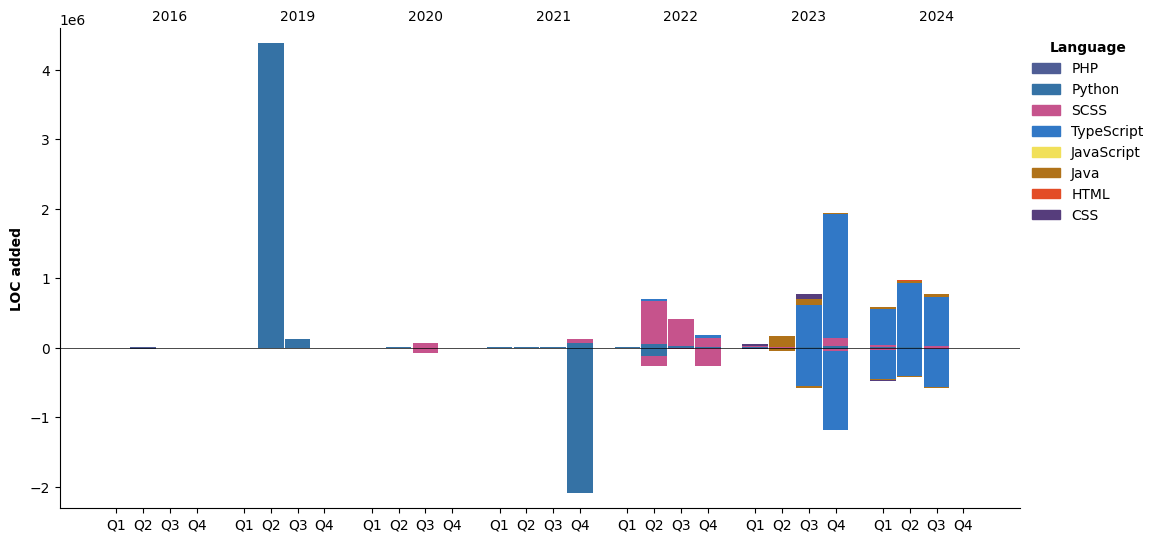 2016 2019 2020 2021 2022 2023 2024
1e6
Language
PHP
Python
SCSS
TypeScript
JavaScript
Java
HTML
CSS
LOC added
4
3
2
1
0
−1
−2
Q1 Q2 Q3 Q4 Q1 Q2 Q3 Q4 Q1 Q2 Q3 Q4 Q1 Q2 Q3 Q4 Q1 Q2 Q3 Q4 Q1 Q2 Q3 Q4 Q1 Q2 Q3 Q4